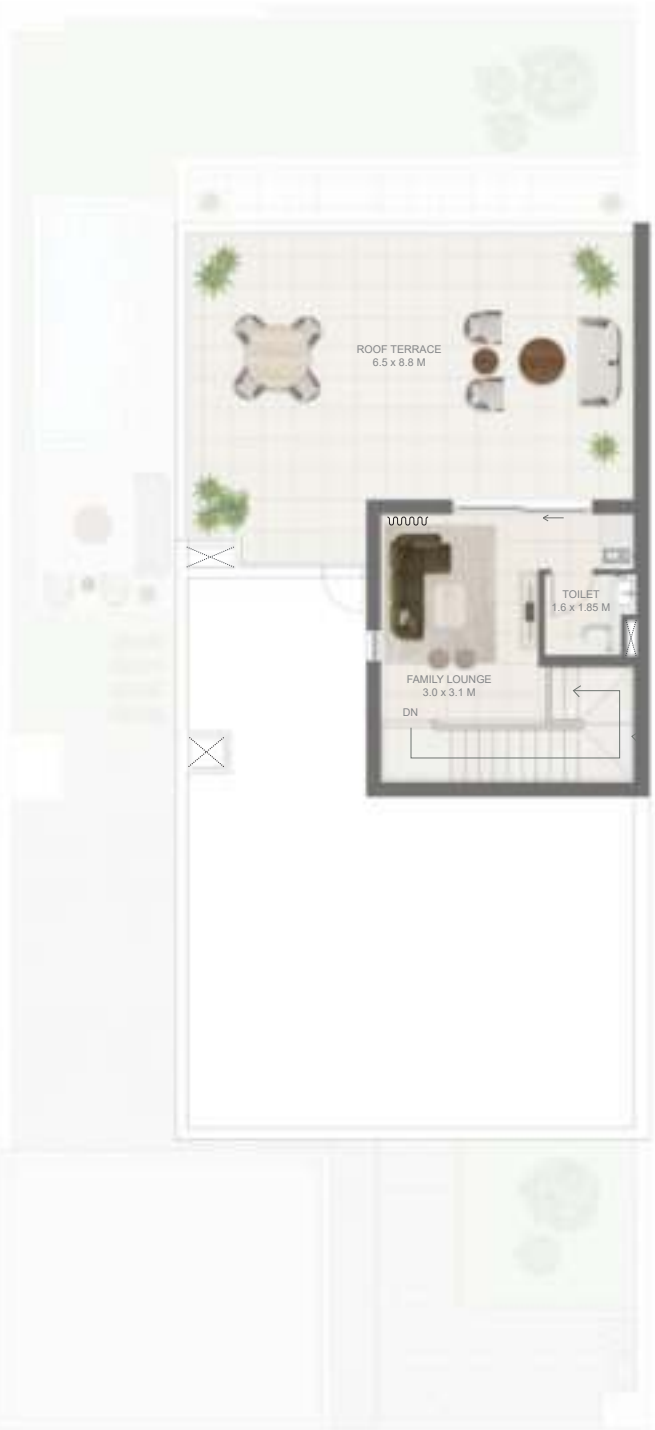 ROOF TERRACE
6.5 x 8.8 M
TOILET
1.6 x 1.85 M
FAMILY LOUNGE
3.0 x 3.1 M
DN